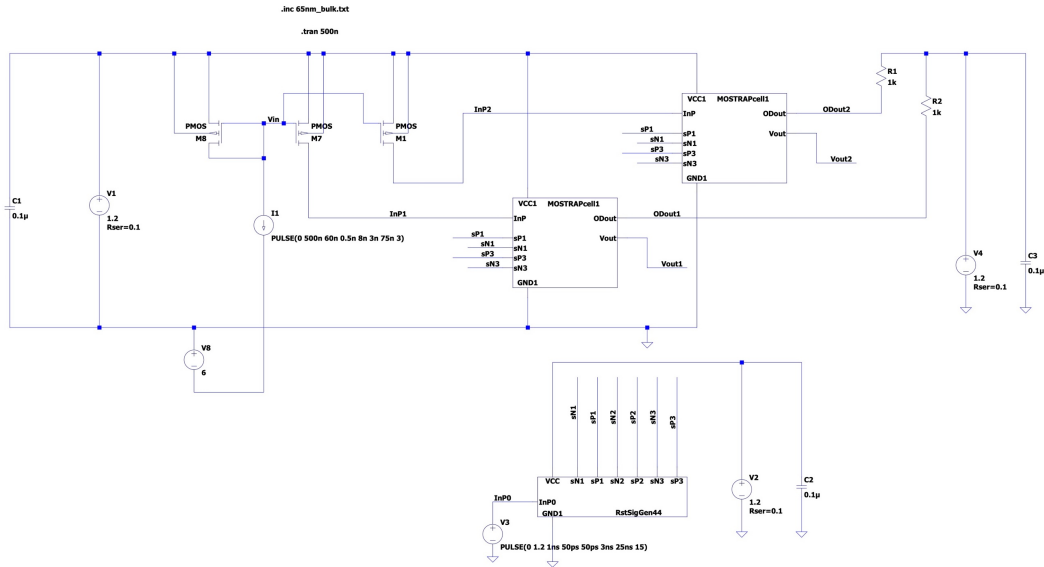 .inc 65nm_bulk.txt
.tran 500n
C1
0.1µ
V1
1.2
Rser=0.1
PMOS
M8
Vin
PMOS
M7
PMOS
M1
I1
PULSE(0 500n 60n 0.5n 8n 3n 75n 3)
V8
6
InP2
InP1
VCC1 MOSTRAPcell1
InP ODout
sP1 sP1 Vout
sN1 sN1
sP3 sP3
sN3 sN3
GND1
ODout2
Vout2
VCC1 MOSTRAPcell1
InP ODout
sP1 sP1 Vout
sN1 sN1
sP3 sP3
sN3 sN3
GND1
ODout1
Vout1
R1
1k
R2
1k
V4
1.2
Rser=0.1
C3
0.1µ
sN1 sP1 sN2 sP2 sN3 sP3
VCC sN1 sP1 sN2 sP2 sN3 sP3
InP0 InP0
GND1 RstSigGen44
V3
PULSE(0 1.2 1ns 50ps 50ps 3ns 25ns 15)
V2
1.2
Rser=0.1
C2
0.1µ